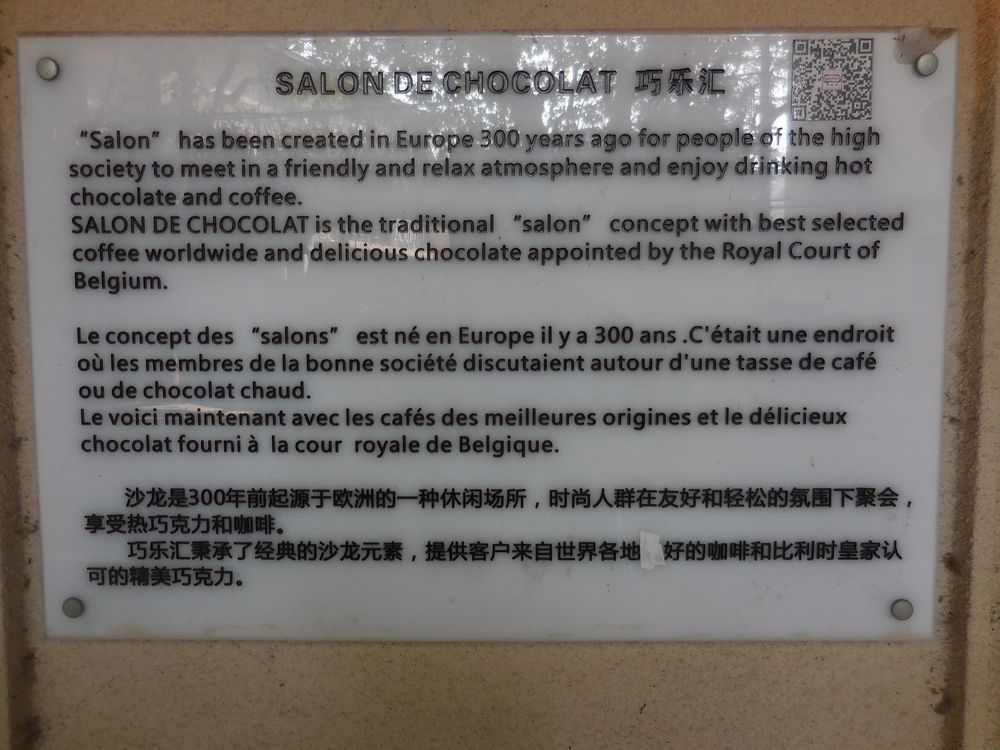 SALON DE CHOCOLAT 巧乐汇
“Salon” has been created in Europe 300 years ago for people of the high
society to meet in a friendly and relax atmosphere and enjoy drinking hot
chocolate and coffee.
SALON DE CHOCOLAT is the traditional “salon” concept with best selected
coffee worldwide and delicious chocolate appointed by the Royal Court of
Belgium.
Le concept des “salons” est né en Europe il y a 300 ans .C'était une endroit
où les membres de la bonne société discutaient autour d'une tasse de café
ou de chocolat chaud.
Le voici maintenant avec les cafés des meilleures origines et le délicieux
chocolat fourni à la cour royale de Belgique.
沙龙是300年前起源于欧洲的一种休闲场所，时尚人群在友好和轻松的氛围下聚会，
享受热巧克力和咖啡。
巧乐汇秉承了经典的沙龙元素，提供客户来自世界各地 好的咖啡和比利时皇家认
可的精美巧克力。